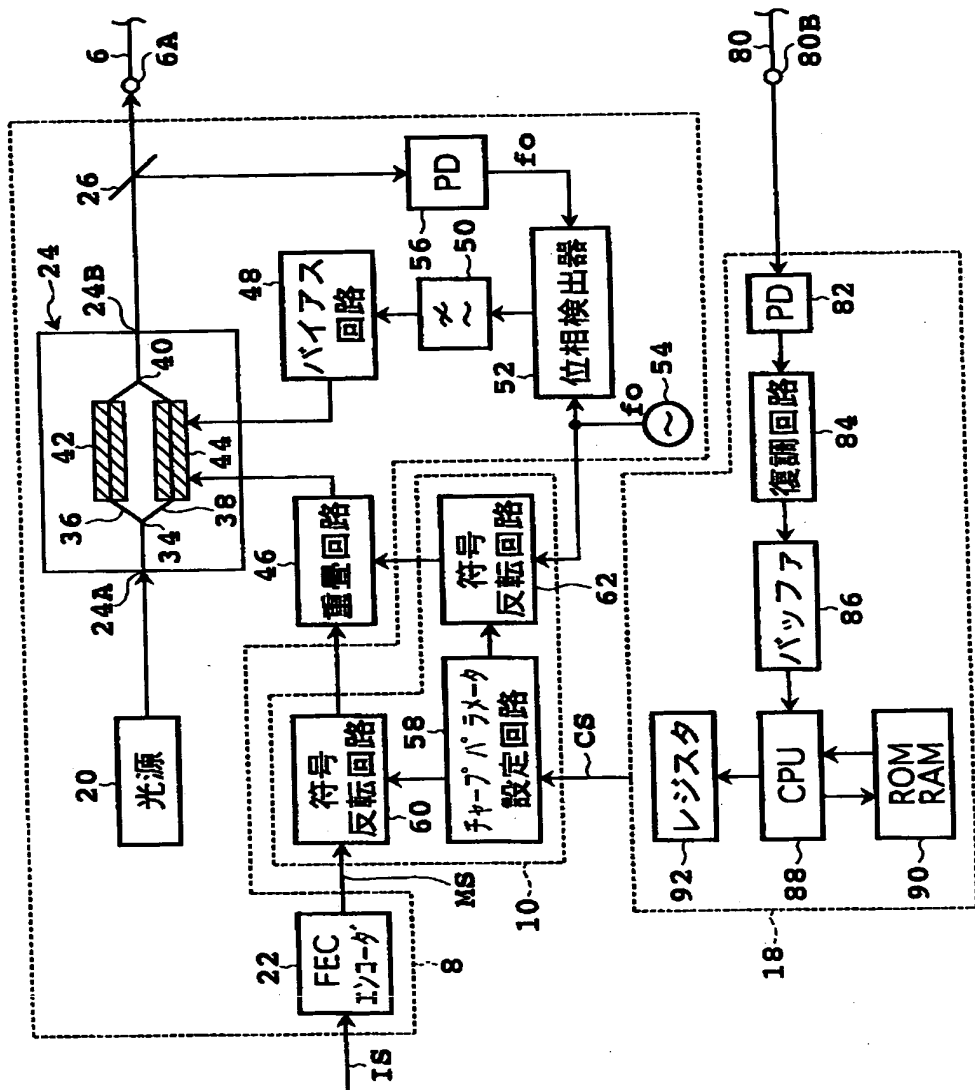 6
6A
26
24
24B
40
42
44
36
38
34
24A
20
光源
PD
56
fo
48
バイアス
回路
50
≁
~
位相検出器
52
fo
54
~
46
重畳回路
符号
反転回路
62
符号
反転回路
60
58
チャープパラメータ
設定回路
CS
MS
10
22
FEC
エンコーダ
8
IS
80
80B
PD
82
復調回路
84
バッファ
86
CPU
88
レジスタ
92
ROM
RAM
90
18